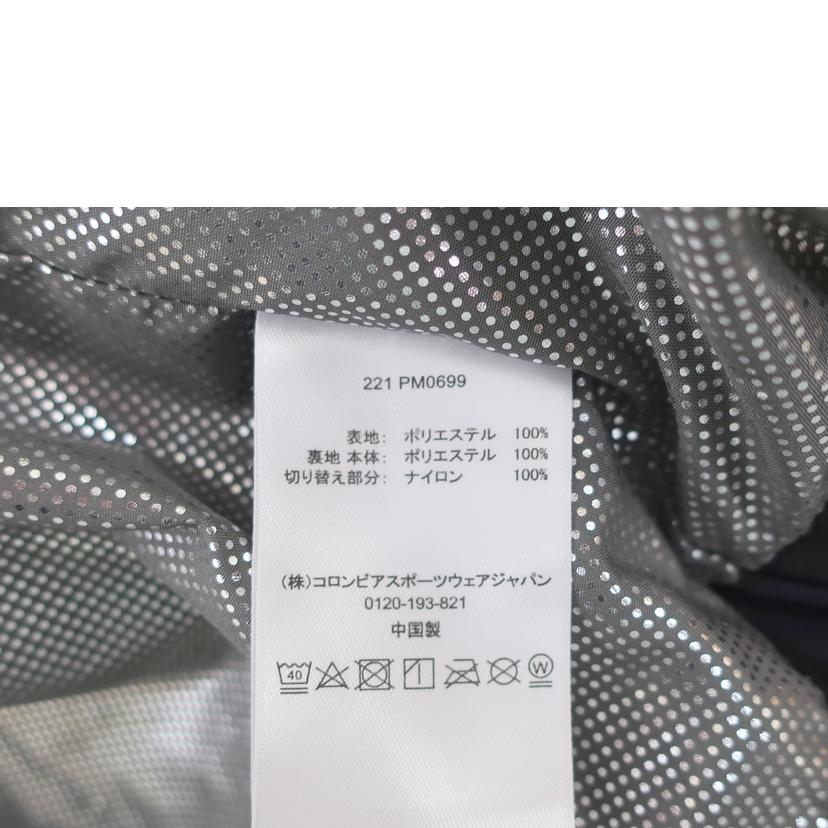 221 PM0699
表地： ポリエステル 100%
裏地 本体： ポリエステル 100%
切り替え部分： ナイロン 100%
（株）コロンビアスポーツウェアジャパン
0120-193-821
中国製
40 W